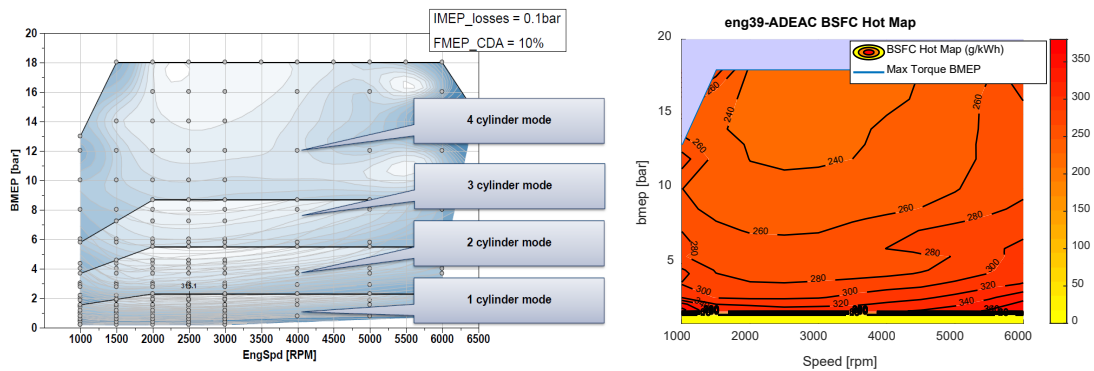 IMEP_losses = 0.1bar
FMEP_CDA = 10%
20
18
16
14
12
10
8
6
4
2
0
BMEP [bar]
4 cylinder mode
3 cylinder mode
2 cylinder mode
1 cylinder mode
1000 1500 2000 2500 3000 3500 4000 4500 5000 5500 6000 6500
EngSpd [RPM]
eng39-ADEAC BSFC Hot Map
BSFC Hot Map (g/kWh)
Max Torque BMEP
20
15
10
5
bmep [bar]
260
240
260
240
240
260
280
260
260
260
280
280
280
300
300
320
320
340
1000 2000 3000 4000 5000 6000
Speed [rpm]
350
300
250
200
150
100
50
0